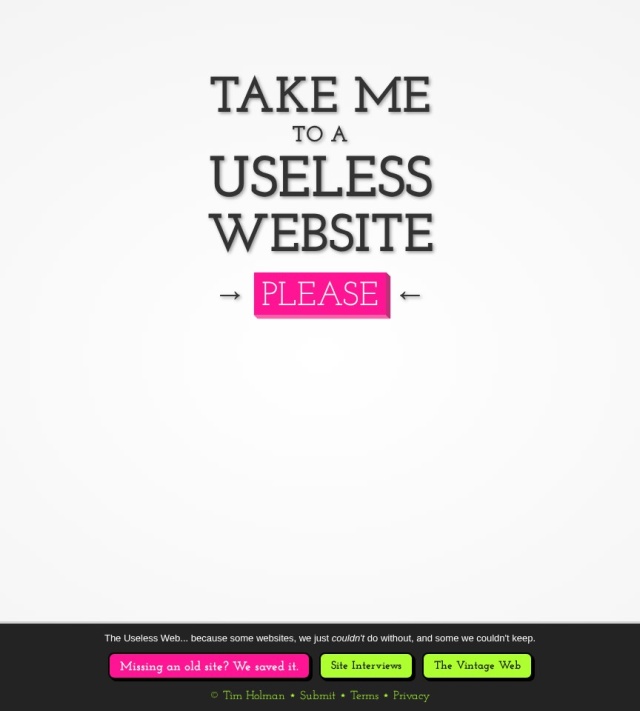 TAKE ME
TO A
USELESS
WEBSITE
→ PLEASE ←
The Useless Web... because some websites, we just couldn't do without, and some we couldn't keep.
Missing an old site? We saved it. Site Interviews The Vintage Web
© Tim Holman • Submit • Terms • Privacy